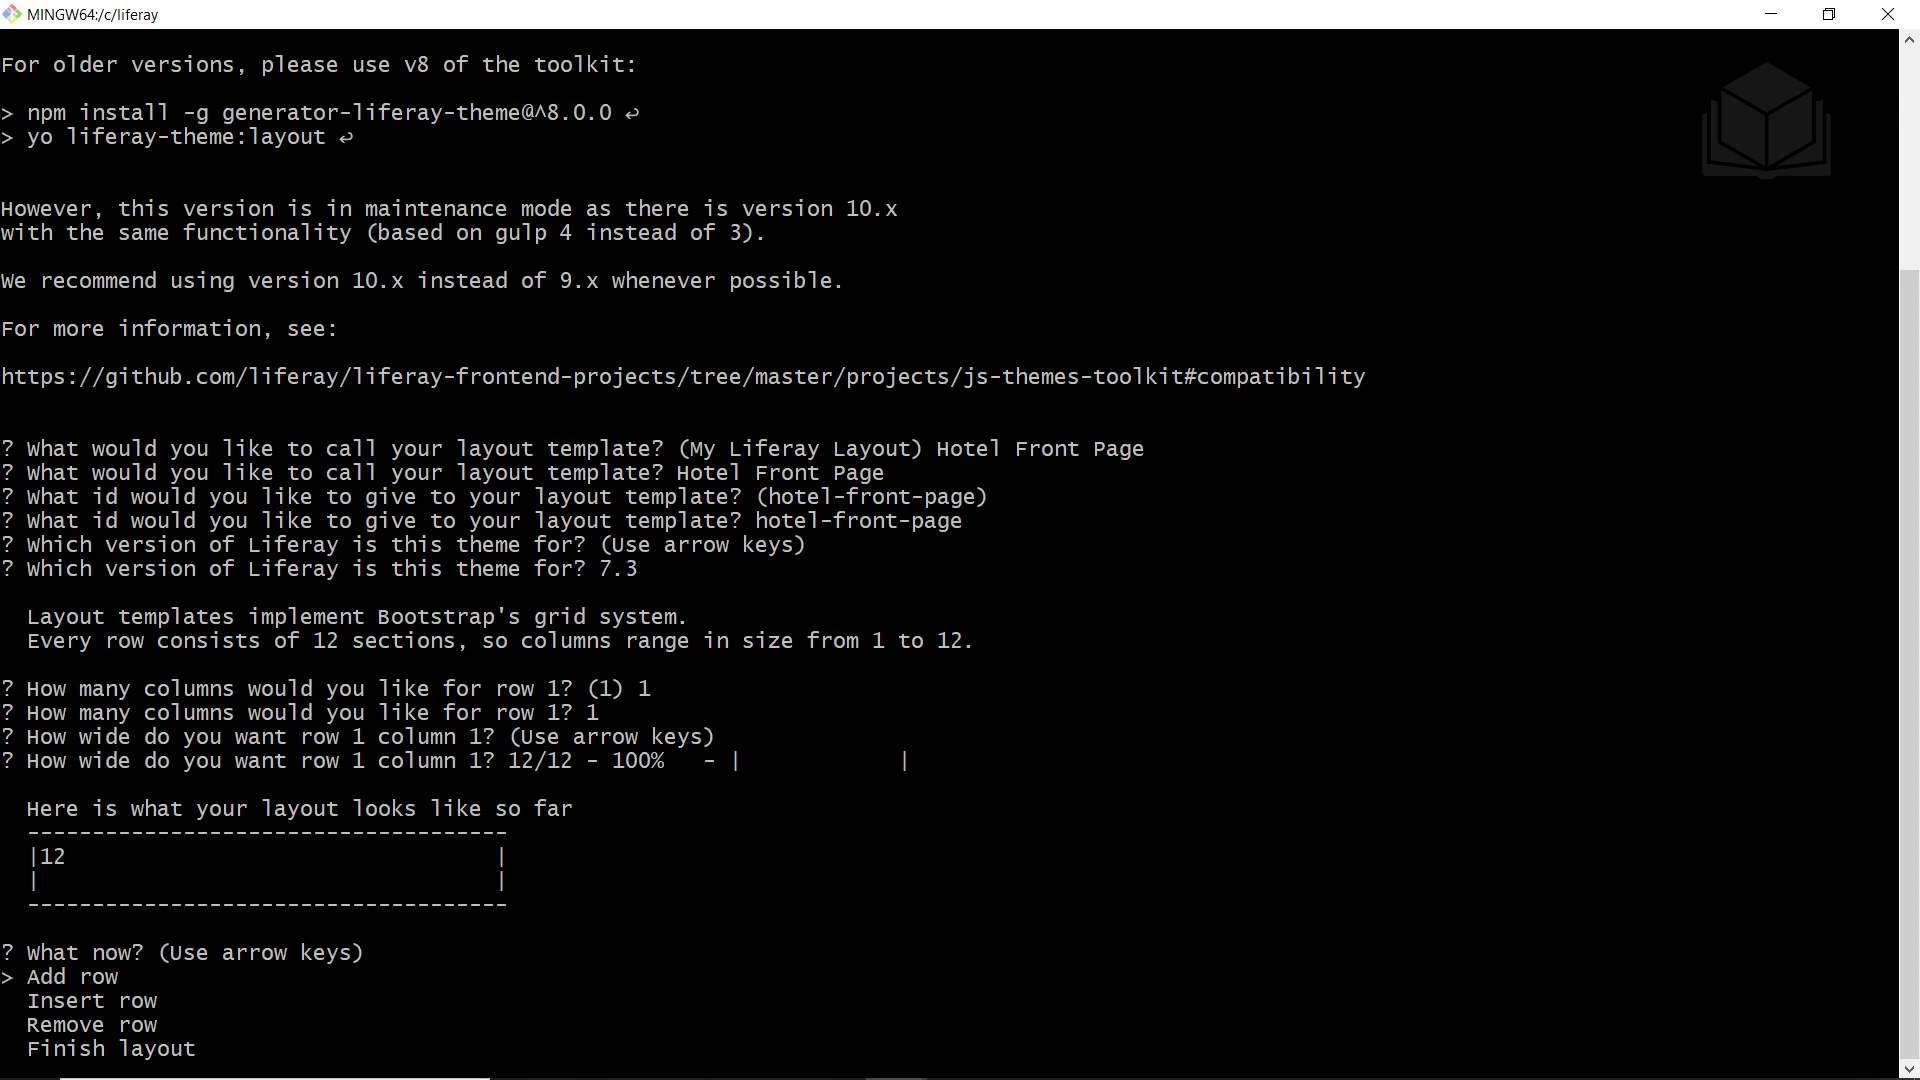 MINGW64:/c/liferay
For older versions, please use v8 of the toolkit:
> npm install -g generator-liferay-theme@^8.0.0 ↩
> yo liferay-theme:layout ↩
However, this version is in maintenance mode as there is version 10.x
with the same functionality (based on gulp 4 instead of 3).
We recommend using version 10.x instead of 9.x whenever possible.
For more information, see:
https://github.com/liferay/liferay-frontend-projects/tree/master/projects/js-themes-toolkit#compatibility
? What would you like to call your layout template? (My Liferay Layout) Hotel Front Page
? What would you like to call your layout template? Hotel Front Page
? What id would you like to give to your layout template? (hotel-front-page)
? What id would you like to give to your layout template? hotel-front-page
? Which version of Liferay is this theme for? (Use arrow keys)
? Which version of Liferay is this theme for? 7.3
Layout templates implement Bootstrap's grid system.
Every row consists of 12 sections, so columns range in size from 1 to 12.
? How many columns would you like for row 1? (1) 1
? How many columns would you like for row 1? 1
? How wide do you want row 1 column 1? (Use arrow keys)
? How wide do you want row 1 column 1? 12/12 - 100%   - |             |
Here is what your layout looks like so far
-------------------------------------
|12                                  |
|                                    |
-------------------------------------
? What now? (Use arrow keys)
> Add row
Insert row
Remove row
Finish layout